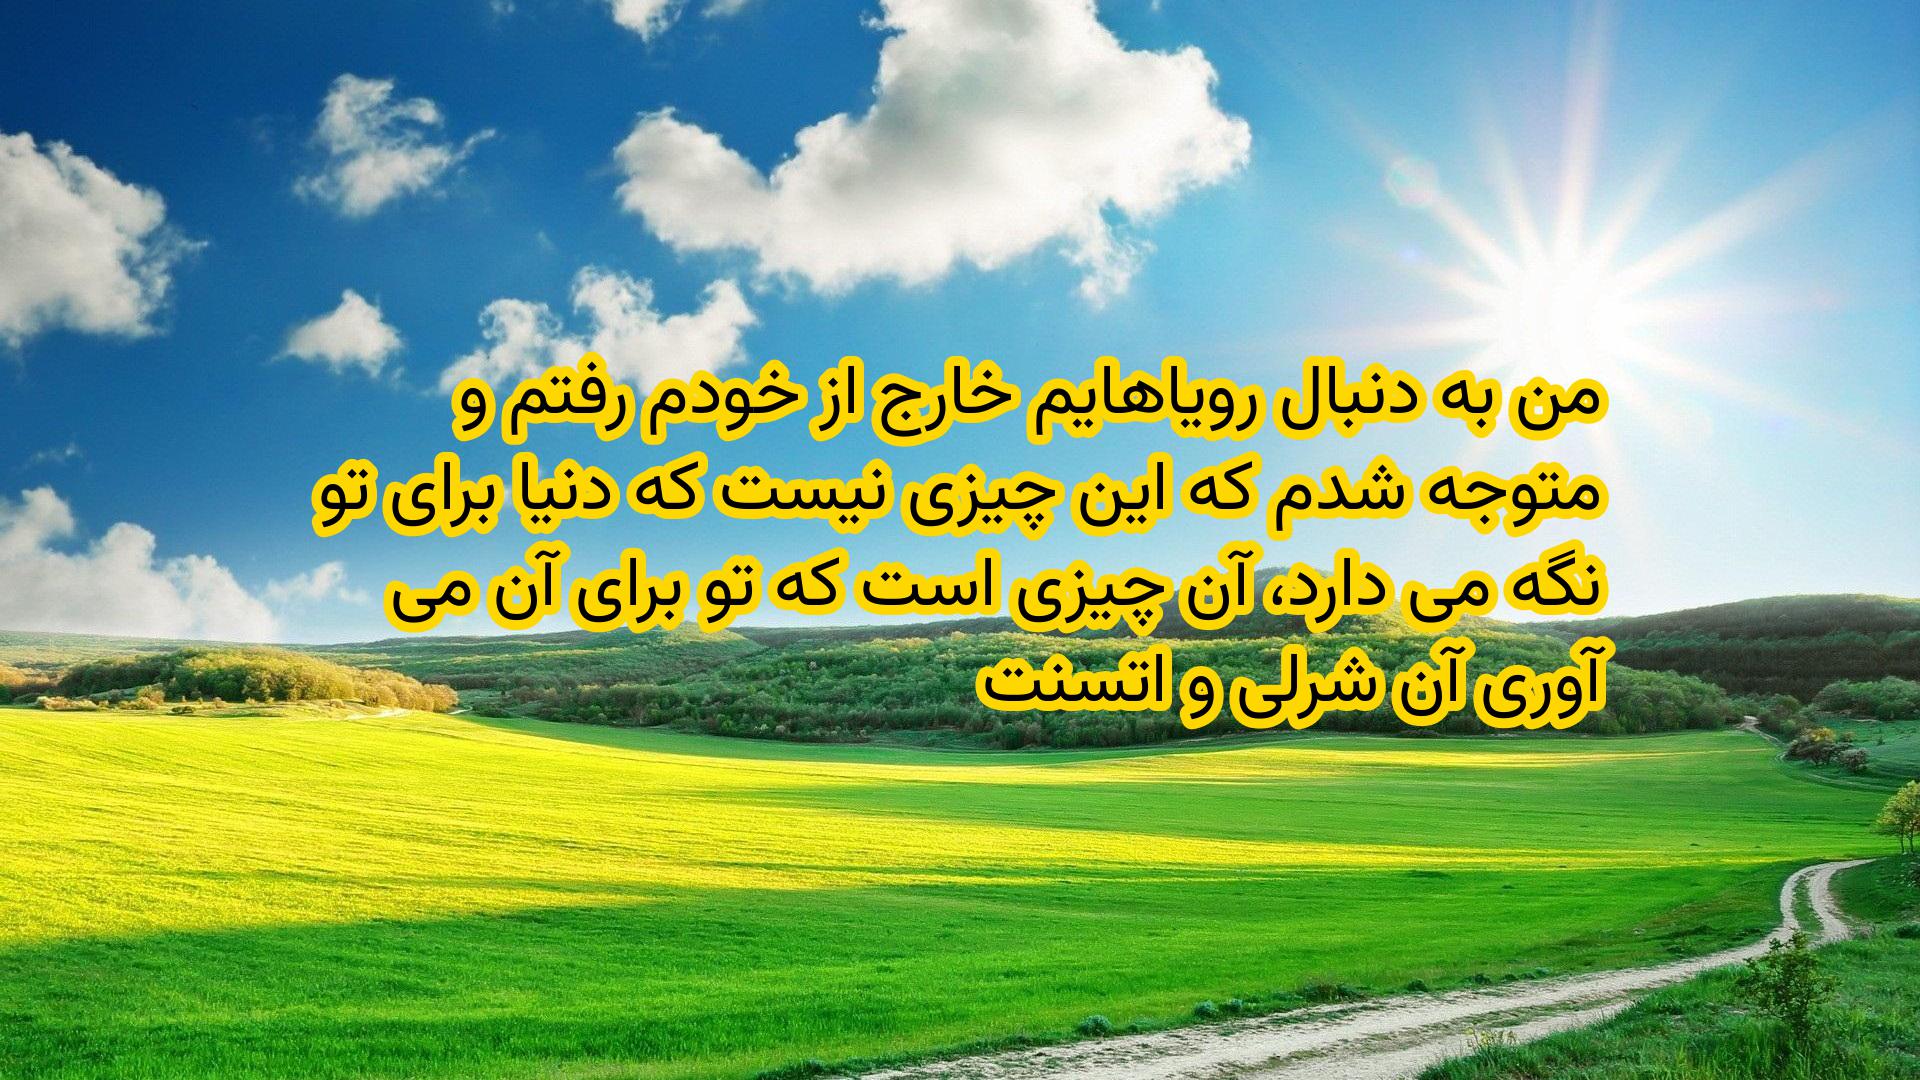 من به دنبال رویاهایم خارج از خودم رفتم و
متوجه شدم که این چیزی نیست که دنیا برای تو
نگه می دارد، آن چیزی است که تو برای آن می
آوری آن شرلی و اتسنت